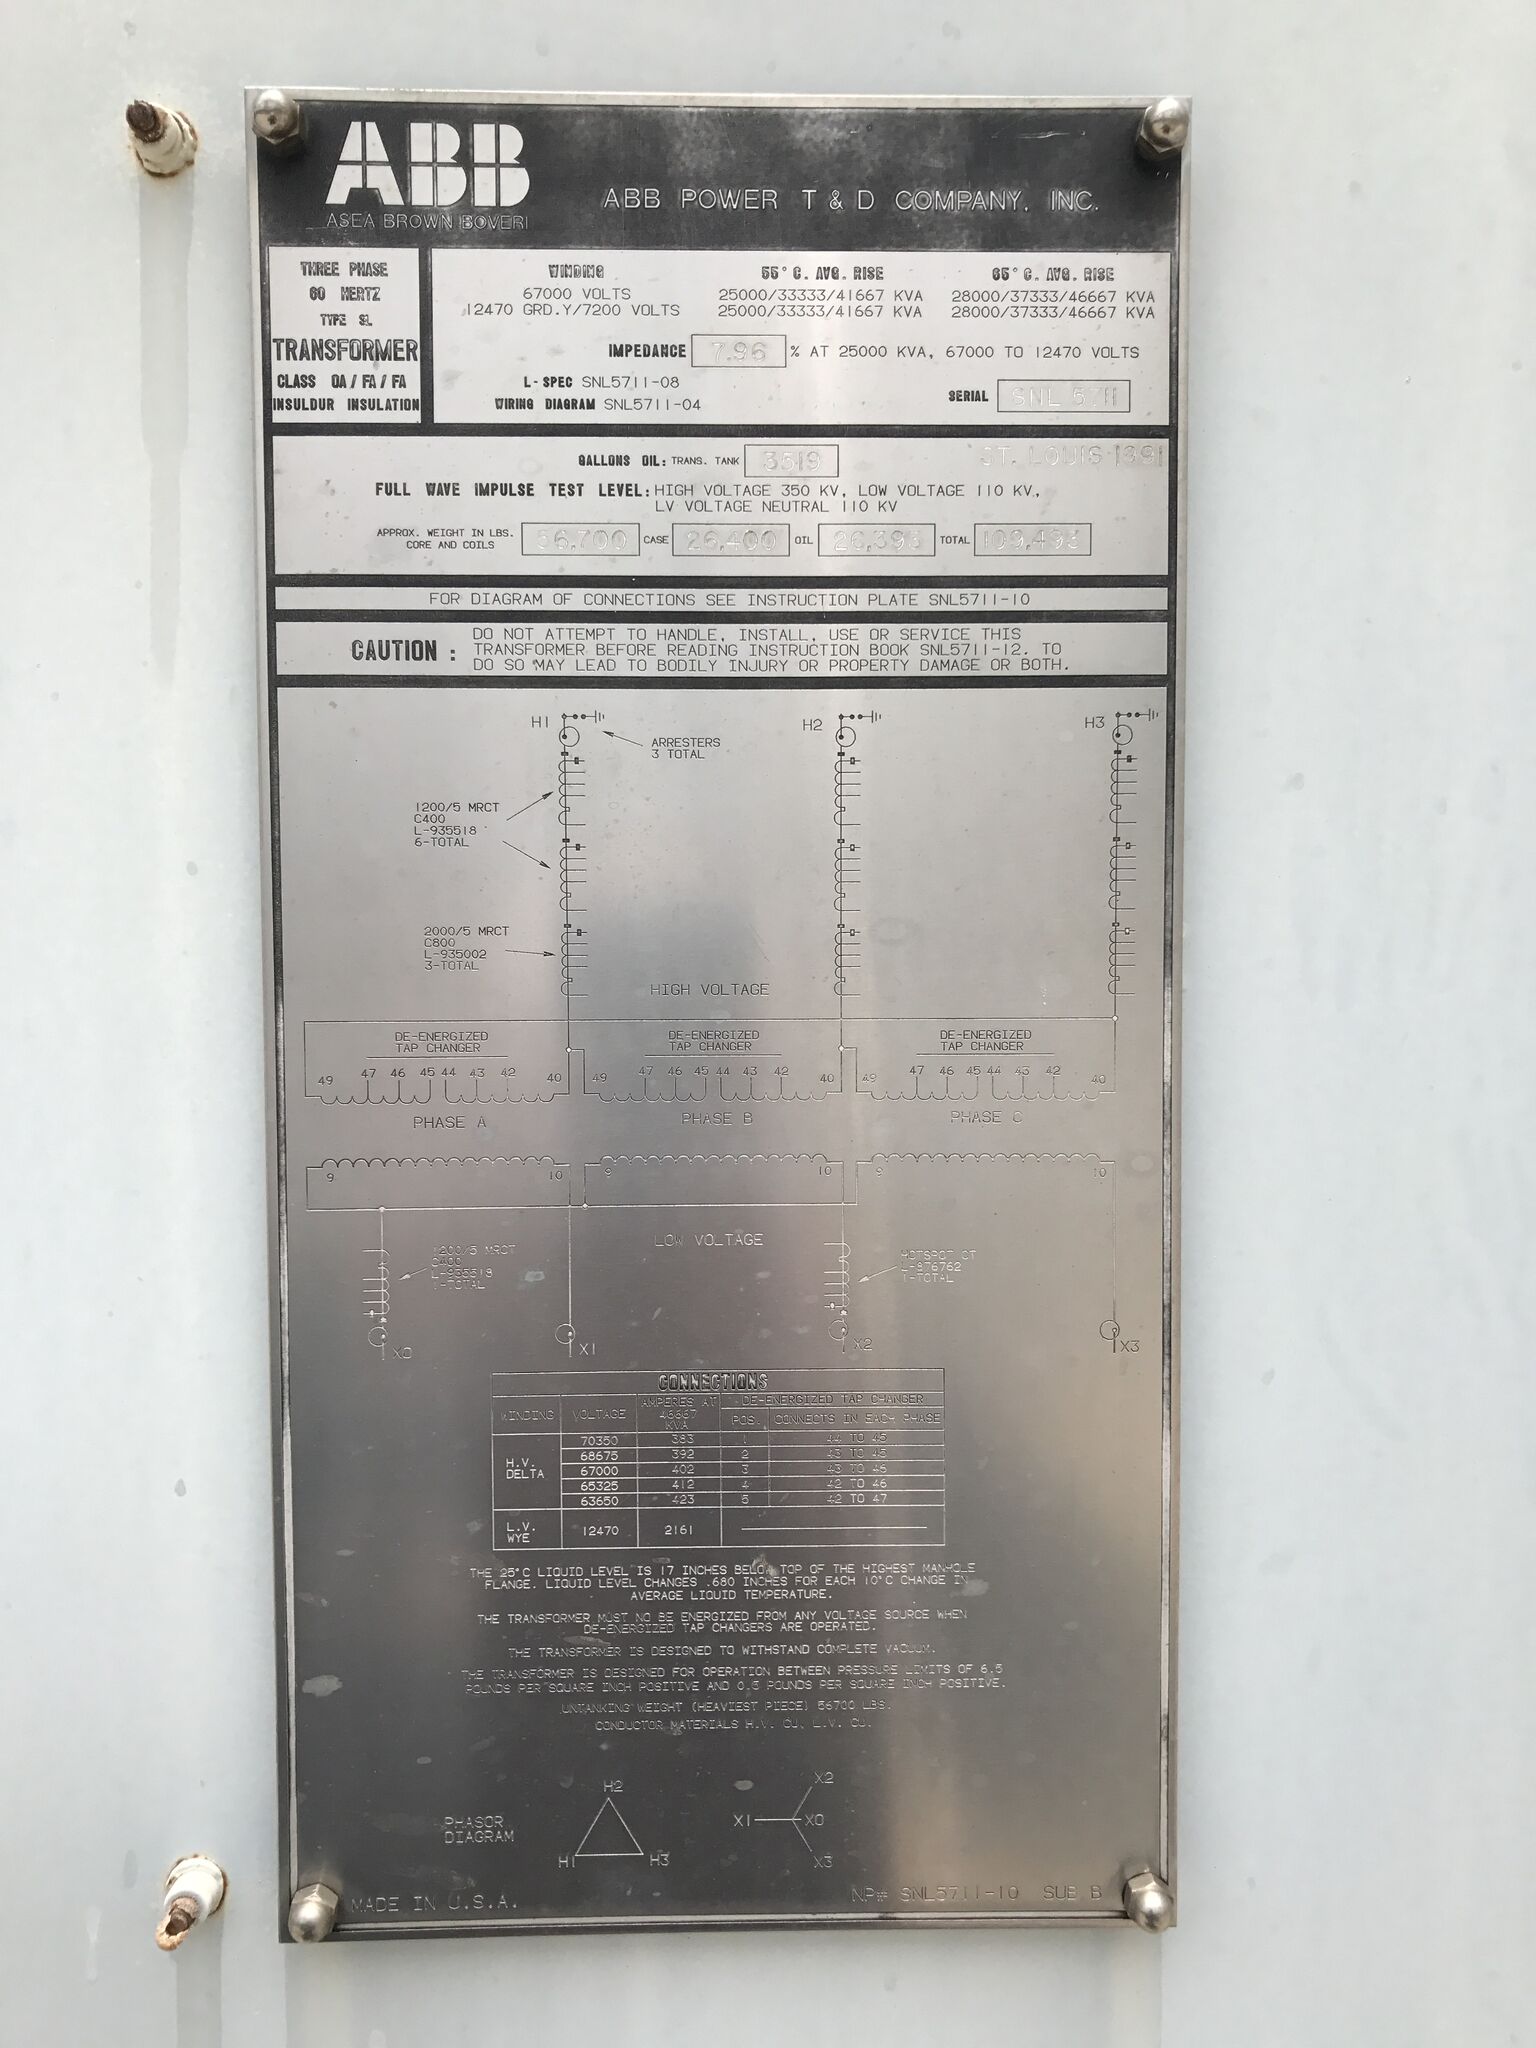 ABB
ASEA BROWN BOVERI
ABB POWER T & D COMPANY, INC.
THREE PHASE
60 HERTZ
TYPE SL
TRANSFORMER
CLASS OA / FA / FA
INSULDUR INSULATION
WINDING 55° C. AVG. RISE 65° C. AVG. RISE
67000 VOLTS 25000/33333/41667 KVA 28000/37333/46667 KVA
12470 GRD.Y/7200 VOLTS 25000/33333/41667 KVA 28000/37333/46667 KVA
IMPEDANCE 7.96 % AT 25000 KVA, 67000 TO 12470 VOLTS
L-SPEC SNL5711-08
WIRING DIAGRAM SNL5711-04
SERIAL SNL 5711
GALLONS OIL: TRANS. TANK 3519
ST. LOUIS 1991
FULL WAVE IMPULSE TEST LEVEL: HIGH VOLTAGE 350 KV, LOW VOLTAGE 110 KV,
LV VOLTAGE NEUTRAL 110 KV
APPROX. WEIGHT IN LBS.
CORE AND COILS 56,700 CASE 26,400 OIL 26,393 TOTAL 109,493
FOR DIAGRAM OF CONNECTIONS SEE INSTRUCTION PLATE SNL5711-10
CAUTION :
DO NOT ATTEMPT TO HANDLE, INSTALL, USE OR SERVICE THIS
TRANSFORMER BEFORE READING INSTRUCTION BOOK SNL5711-12. TO
DO SO MAY LEAD TO BODILY INJURY OR PROPERTY DAMAGE OR BOTH.
H1 H2 H3
ARRESTERS
3 TOTAL
1200/5 MRCT
C400
L-935518
6-TOTAL
2000/5 MRCT
C800
L-935002
3-TOTAL
HIGH VOLTAGE
DE-ENERGIZED
TAP CHANGER
DE-ENERGIZED
TAP CHANGER
DE-ENERGIZED
TAP CHANGER
49 47 46 45 44 43 42 40 49 47 46 45 44 43 42 40 49 47 46 45 44 43 42 40
PHASE A PHASE B PHASE C
9 10 9 10 9 10
LOW VOLTAGE
1200/5 MRCT
C400
L-935518
1-TOTAL
HOTSPOT CT
L-876762
1-TOTAL
X0 X1 X2 X3
CONNECTIONS
WINDING VOLTAGE AMPERES AT 46667 KVA DE-ENERGIZED TAP CHANGER
POS. CONNECTS IN EACH PHASE
H.V. DELTA
70350 383 1 44 TO 45
68675 392 2 43 TO 45
67000 402 3 43 TO 46
65325 412 4 42 TO 46
63650 423 5 42 TO 47
L.V. WYE 12470 2161
THE 25°C LIQUID LEVEL IS 17 INCHES BELOW TOP OF THE HIGHEST MANHOLE
FLANGE. LIQUID LEVEL CHANGES .680 INCHES FOR EACH 10°C CHANGE IN
AVERAGE LIQUID TEMPERATURE.
THE TRANSFORMER MUST NO BE ENERGIZED FROM ANY VOLTAGE SOURCE WHEN
DE-ENERGIZED TAP CHANGERS ARE OPERATED.
THE TRANSFORMER IS DESIGNED TO WITHSTAND COMPLETE VACUUM.
THE TRANSFORMER IS DESIGNED FOR OPERATION BETWEEN PRESSURE LIMITS OF 6.5
POUNDS PER SQUARE INCH POSITIVE AND 0.5 POUNDS PER SQUARE INCH POSITIVE.
UNTANKING WEIGHT (HEAVIEST PIECE) 56700 LBS.
CONDUCTOR MATERIALS H.V. CU, L.V. CU.
PHASOR
DIAGRAM
H2
H1 H3
X2
X1 X0
X3
MADE IN U.S.A.
NP# SNL5711-10 SUB B